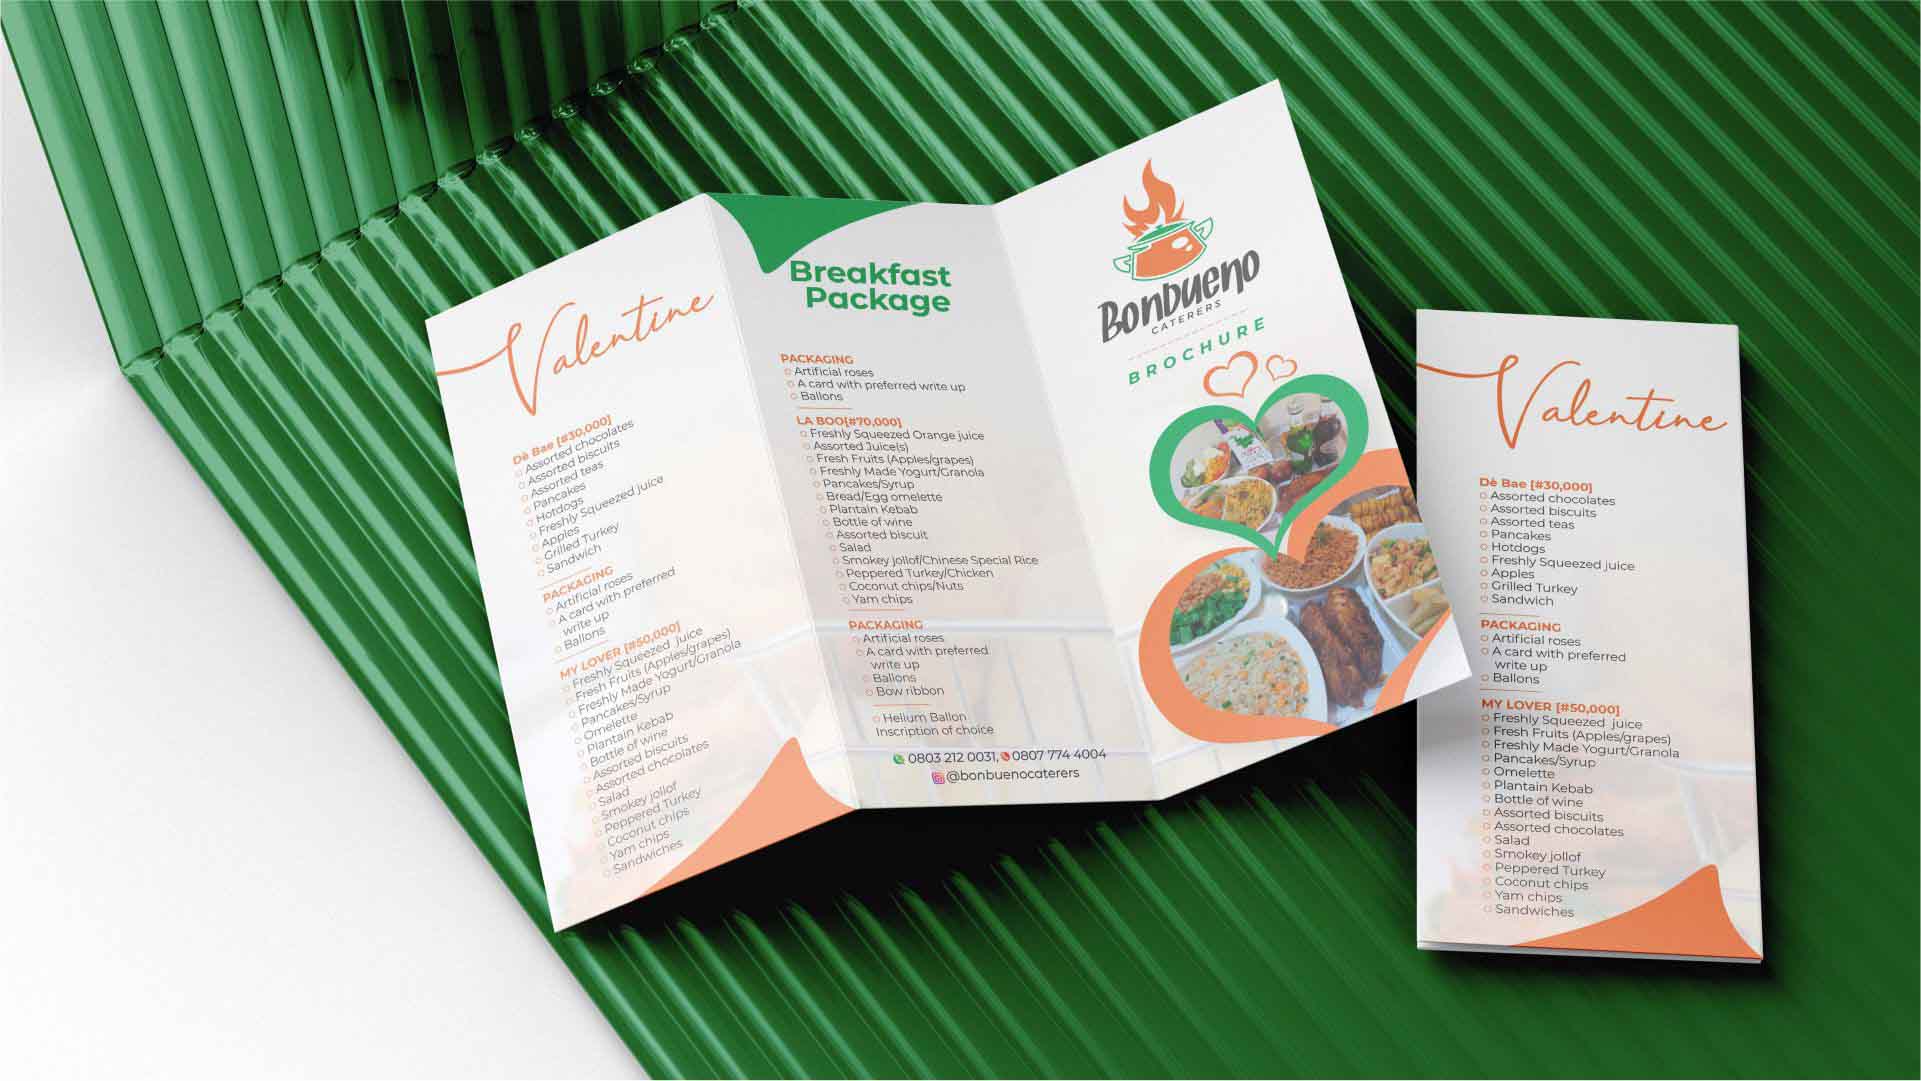 Valentine
Dè Bae [#30,000]
Assorted chocolates
Assorted biscuits
Assorted teas
Pancakes
Hotdogs
Freshly Squeezed juice
Apples
Grilled Turkey
Sandwich
PACKAGING
Artificial roses
A card with preferred
write up
Ballons
MY LOVER [#50,000]
Freshly Squeezed Juice
Fresh Fruits (Apples/grapes)
Freshly Made Yogurt/Granola
Pancakes/Syrup
Omelette
Plantain Kebab
Bottle of wine
Assorted biscuits
Assorted chocolates
Salad
Smokey jollof
Peppered Turkey
Coconut chips
Yam chips
Sandwiches
Breakfast
Package
PACKAGING
Artificial roses
A card with preferred write up
Ballons
LA BOO[#70,000]
Freshly Squeezed Orange juice
Assorted Juice(s)
Fresh Fruits (Apples/grapes)
Freshly Made Yogurt/Granola
Pancakes/Syrup
Bread/Egg omelette
Plantain Kebab
Bottle of wine
Assorted biscuit
Salad
Smokey jollof/Chinese Special Rice
Peppered Turkey/Chicken
Coconut chips/Nuts
Yam chips
PACKAGING
Artificial roses
A card with preferred
write up
Ballons
Bow ribbon
Helium Ballon
Inscription of choice
0803 212 0031, 0807 774 4004
@bonbuenocaterers
Bonbueno
CATERERS
BROCHURE
Valentine
Dè Bae [#30,000]
Assorted chocolates
Assorted biscuits
Assorted teas
Pancakes
Hotdogs
Freshly Squeezed juice
Apples
Grilled Turkey
Sandwich
PACKAGING
Artificial roses
A card with preferred
write up
Ballons
MY LOVER [#50,000]
Freshly Squeezed juice
Fresh Fruits (Apples/grapes)
Freshly Made Yogurt/Granola
Pancakes/Syrup
Omelette
Plantain Kebab
Bottle of wine
Assorted biscuits
Assorted chocolates
Salad
Smokey jollof
Peppered Turkey
Coconut chips
Yam chips
Sandwiches